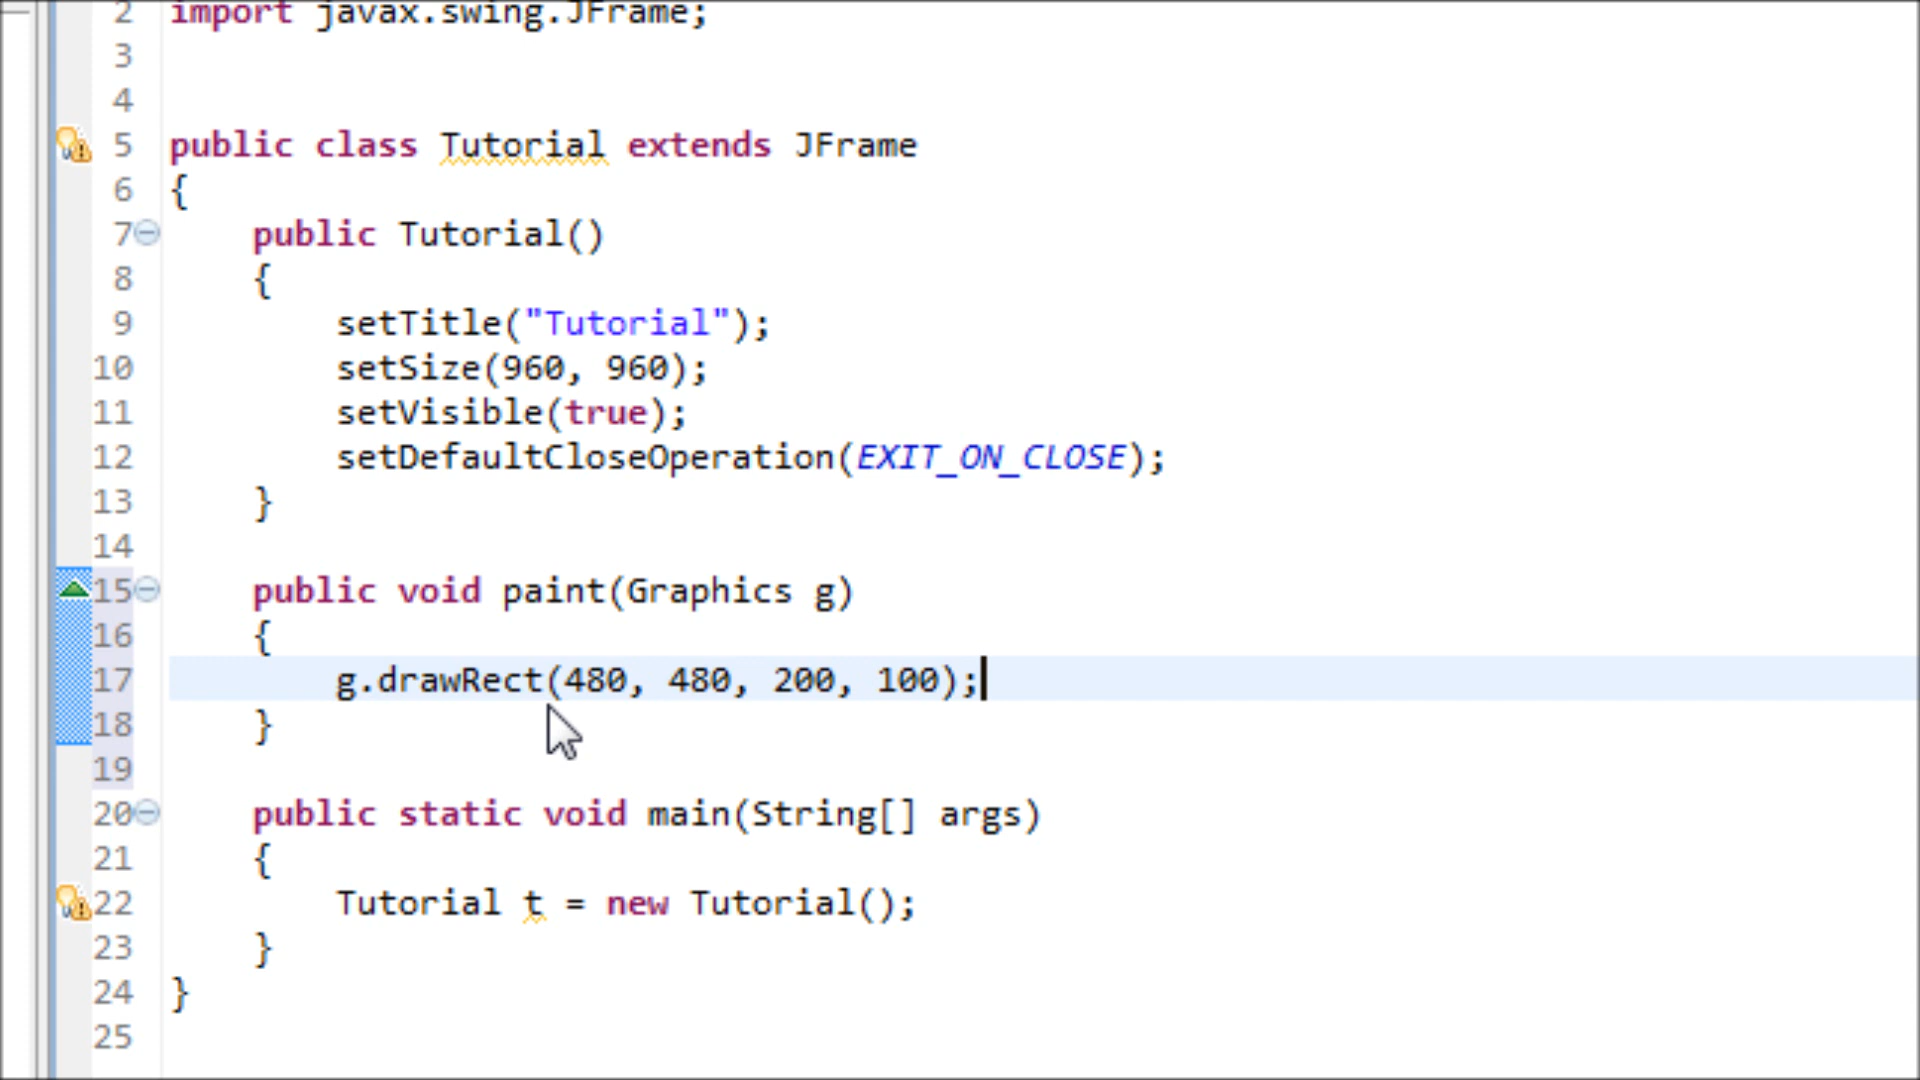 2 import javax.swing.JFrame;
3
4
5 public class Tutorial extends JFrame
6 {
7 public Tutorial()
8 {
9 setTitle("Tutorial");
10 setSize(960, 960);
11 setVisible(true);
12 setDefaultCloseOperation(EXIT_ON_CLOSE);
13 }
14
15 public void paint(Graphics g)
16 {
17 g.drawRect(480, 480, 200, 100);
18 }
19
20 public static void main(String[] args)
21 {
22 Tutorial t = new Tutorial();
23 }
24 }
25